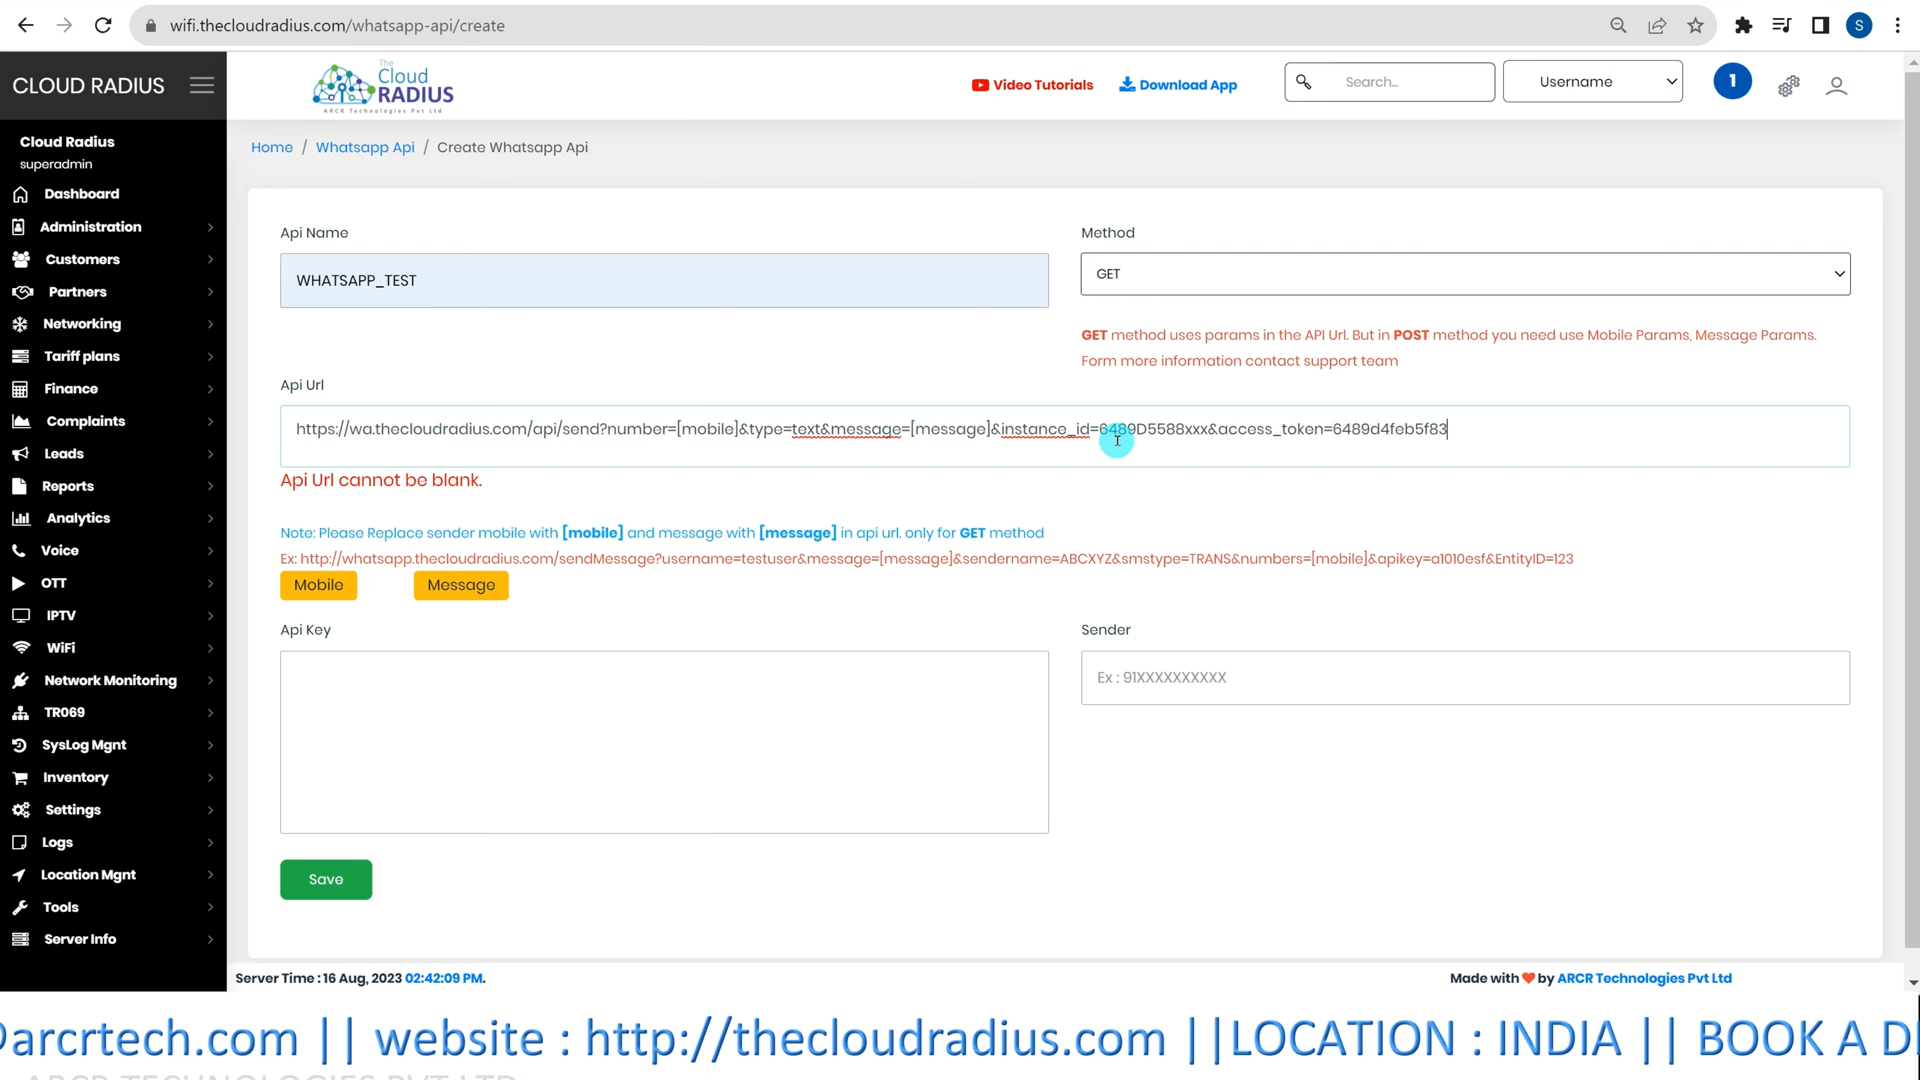 wifi.thecloudradius.com/whatsapp-api/create
S
CLOUD RADIUS
The
Cloud
RADIUS
ARCR Technologies Pvt Ltd
Video Tutorials
Download App
Search...
Username
1
Cloud Radius
superadmin
Dashboard
Administration
Customers
Partners
Networking
Tariff plans
Finance
Complaints
Leads
Reports
Analytics
Voice
OTT
IPTV
WiFi
Network Monitoring
TR069
SysLog Mgnt
Inventory
Settings
Logs
Location Mgnt
Tools
Server Info
Home / Whatsapp Api / Create Whatsapp Api
Api Name
WHATSAPP_TEST
Method
GET
GET method uses params in the API Url. But in POST method you need use Mobile Params, Message Params.
Form more information contact support team
Api Url
https://wa.thecloudradius.com/api/send?number=[mobile]&type=text&message=[message]&instance_id=6489D5588xxx&access_token=6489d4feb5f83
Api Url cannot be blank.
Note: Please Replace sender mobile with [mobile] and message with [message] in api url. only for GET method
Ex: http://whatsapp.thecloudradius.com/sendMessage?username=testuser&message=[message]&sendername=ABCXYZ&smstype=TRANS&numbers=[mobile]&apikey=a1010esf&EntityID=123
Mobile
Message
Api Key
Sender
Ex : 91XXXXXXXXXX
Save
Server Time : 16 Aug, 2023 02:42:09 PM.
Made with ❤ by ARCR Technologies Pvt Ltd
@arcrtech.com || website : http://thecloudradius.com ||LOCATION : INDIA || BOOK A D
ARCR TECHNOLOGIES PVT LTD